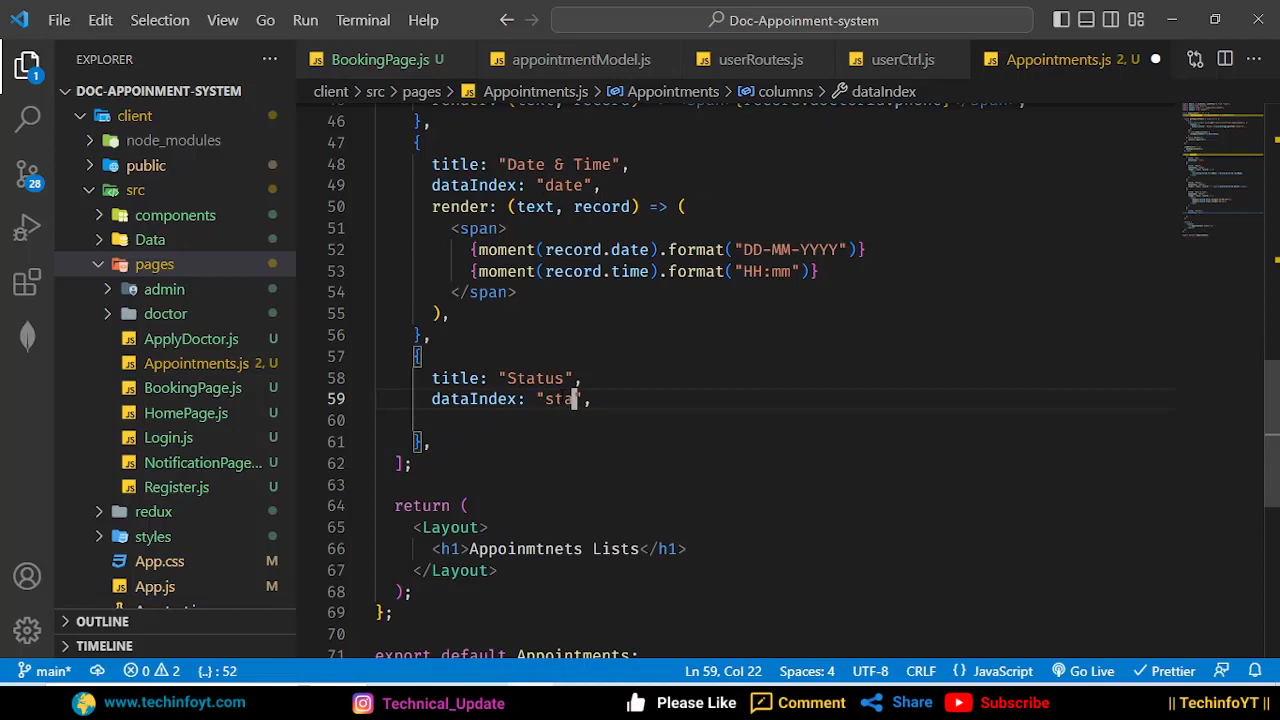 File Edit Selection View Go Run Terminal Help
Doc-Appoinment-system
EXPLORER
BookingPage.js U
appointmentModel.js
userRoutes.js
userCtrl.js
Appointments.js 2, U
DOC-APPOINMENT-SYSTEM
client > src > pages > Appointments.js > Appointments > columns > dataIndex
1
28
client
node_modules
public
src
components
Data
pages
admin
doctor
ApplyDoctor.js U
Appointments.js 2, U
BookingPage.js U
HomePage.js U
Login.js U
NotificationPage... U
Register.js U
redux
styles
App.css M
App.js M
OUTLINE
TIMELINE
46 },
47 {
48 title: "Date & Time",
49 dataIndex: "date",
50 render: (text, record) => (
51 <span>
52 {moment(record.date).format("DD-MM-YYYY")}
53 {moment(record.time).format("HH:mm")}
54 </span>
55 ),
56 },
57 {
58 title: "Status",
59 dataIndex: "sta",
60
61 },
62 ];
63
64 return (
65 <Layout>
66 <h1>Appoinmtnets Lists</h1>
67 </Layout>
68 );
69 };
70
71 export default Appointments;
main* 0 2 {..} : 52 Ln 59, Col 22 Spaces: 4 UTF-8 CRLF {} JavaScript Go Live Prettier
www.techinfoyt.com Technical_Update Please Like Comment Share Subscribe || TechinfoYT ||